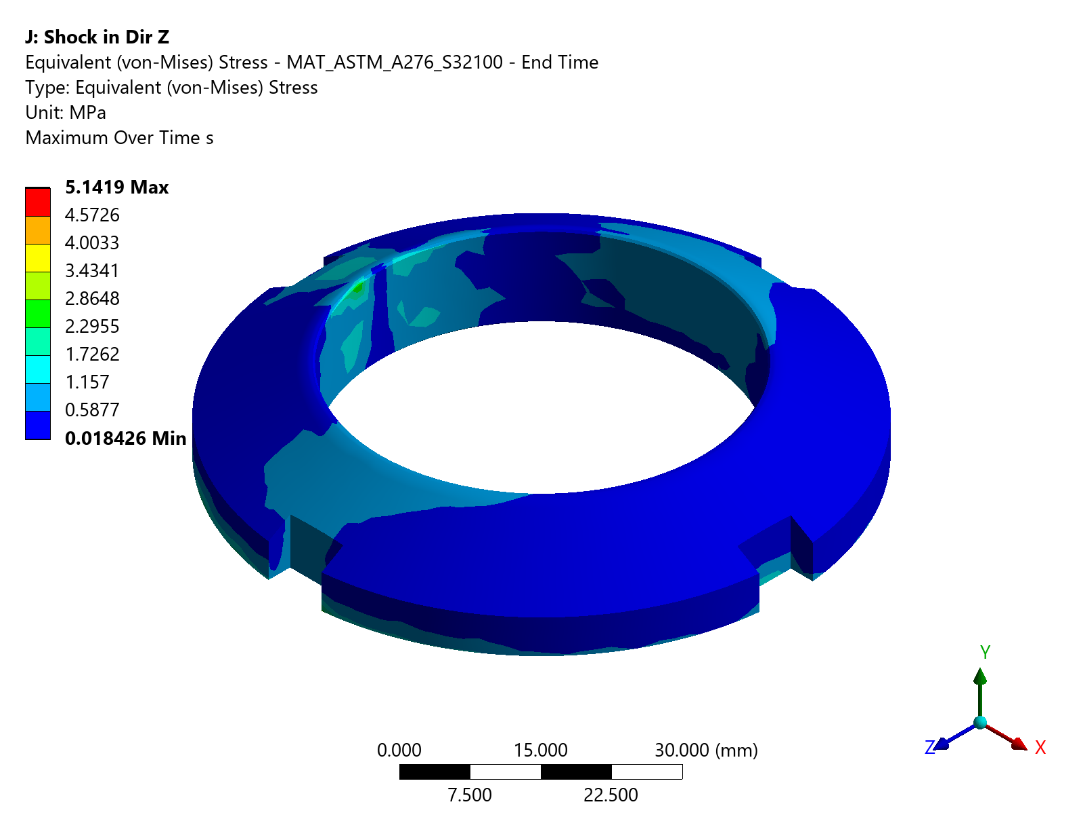 J: Shock in Dir Z
Equivalent (von-Mises) Stress - MAT_ASTM_A276_S32100 - End Time
Type: Equivalent (von-Mises) Stress
Unit: MPa
Maximum Over Time s
5.1419 Max
4.5726
4.0033
3.4341
2.8648
2.2955
1.7262
1.157
0.5877
0.018426 Min
Y
Z
X
0.000 15.000 30.000 (mm)
7.500 22.500